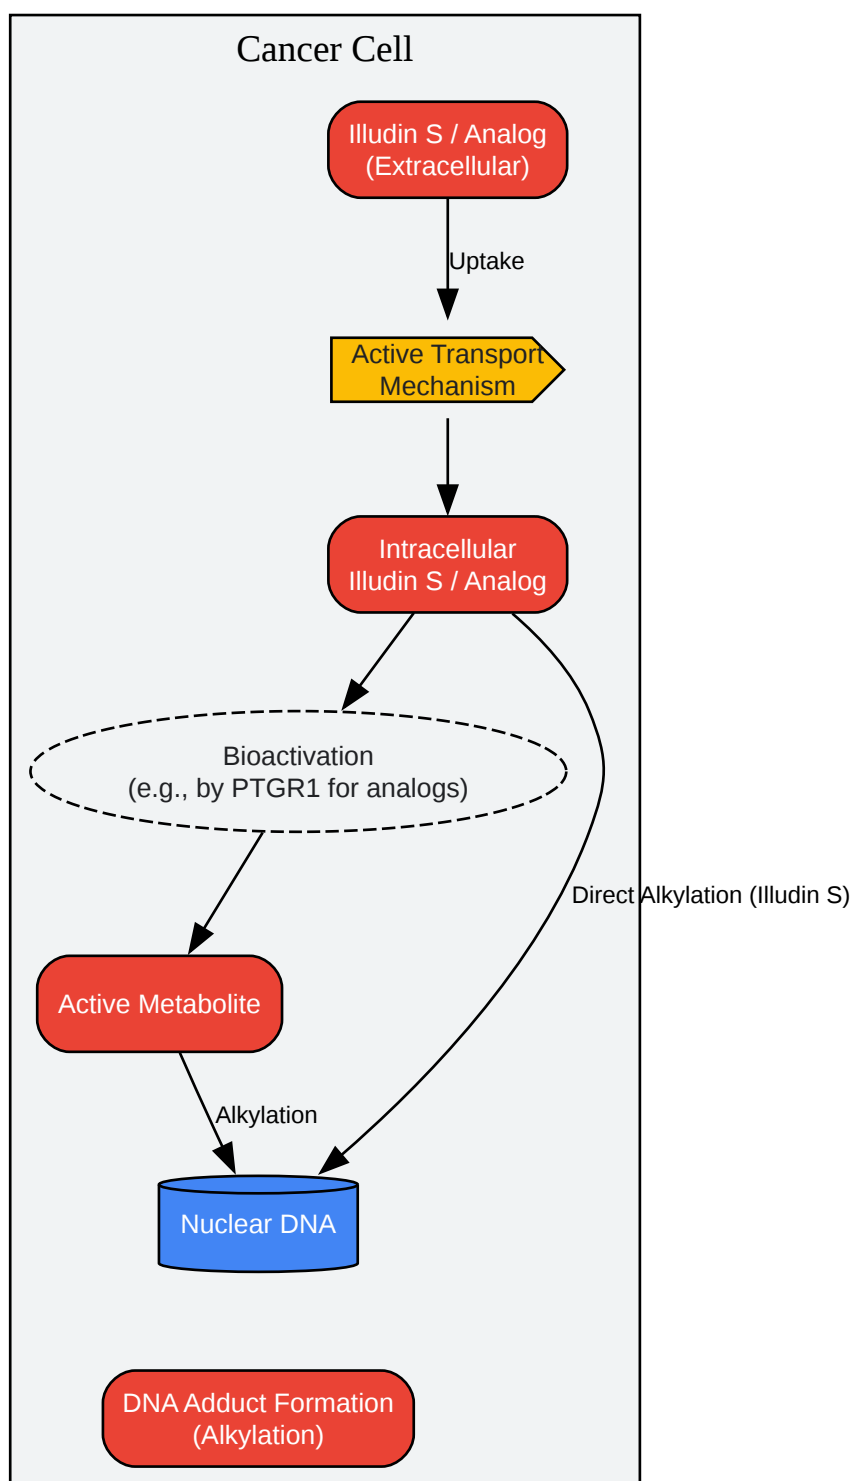 Cancer Cell
Illudin S / Analog
(Extracellular)
Uptake
Active Transport
Mechanism
Intracellular
Illudin S / Analog
Bioactivation
(e.g., by PTGR1 for analogs)
Direct Alkylation (Illudin S)
Active Metabolite
Alkylation
Nuclear DNA
DNA Adduct Formation
(Alkylation)